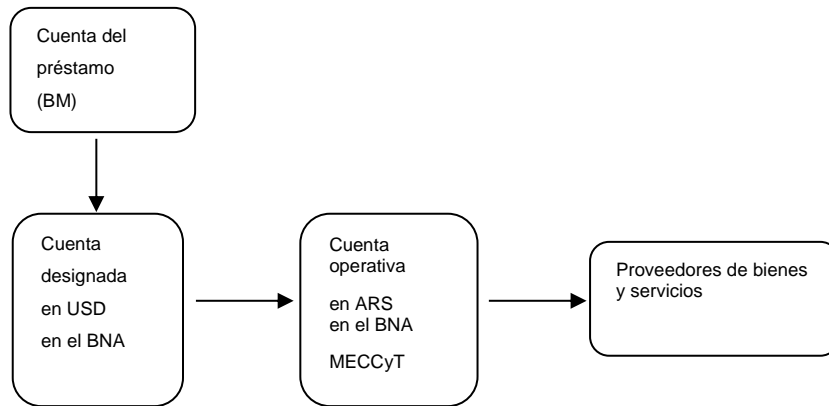 Cuenta del
préstamo
(BM)
Cuenta
designada
en USD
en el BNA
Cuenta
operativa
en ARS
en el BNA
MECCyT
Proveedores de bienes
y servicios